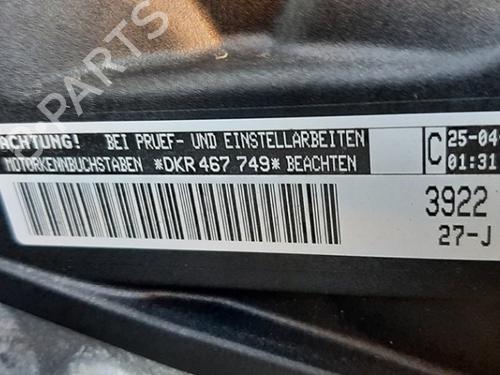 PARTS
ACHTUNG! BEI PRUEF- UND EINSTELLARBEITEN
MOTORKENNBUCHSTABEN *DKR 467 749* BEACHTEN
C
25-04
01:31
3922
27-J